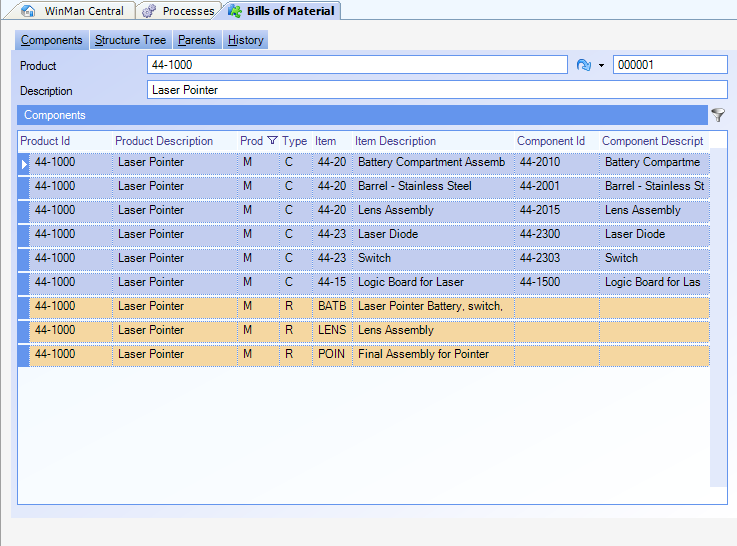 WinMan Central Processes Bills of Material
Components Structure Tree Parents History
Product 44-1000 000001
Description Laser Pointer
Components
Product Id Product Description Prod Type Item Item Description Component Id Component Descript
44-1000 Laser Pointer M C 44-20 Battery Compartment Assemb 44-2010 Battery Compartme
44-1000 Laser Pointer M C 44-20 Barrel - Stainless Steel 44-2001 Barrel - Stainless St
44-1000 Laser Pointer M C 44-20 Lens Assembly 44-2015 Lens Assembly
44-1000 Laser Pointer M C 44-23 Laser Diode 44-2300 Laser Diode
44-1000 Laser Pointer M C 44-23 Switch 44-2303 Switch
44-1000 Laser Pointer M C 44-15 Logic Board for Laser 44-1500 Logic Board for Las
44-1000 Laser Pointer M R BATB Laser Pointer Battery, switch,
44-1000 Laser Pointer M R LENS Lens Assembly
44-1000 Laser Pointer M R POIN Final Assembly for Pointer